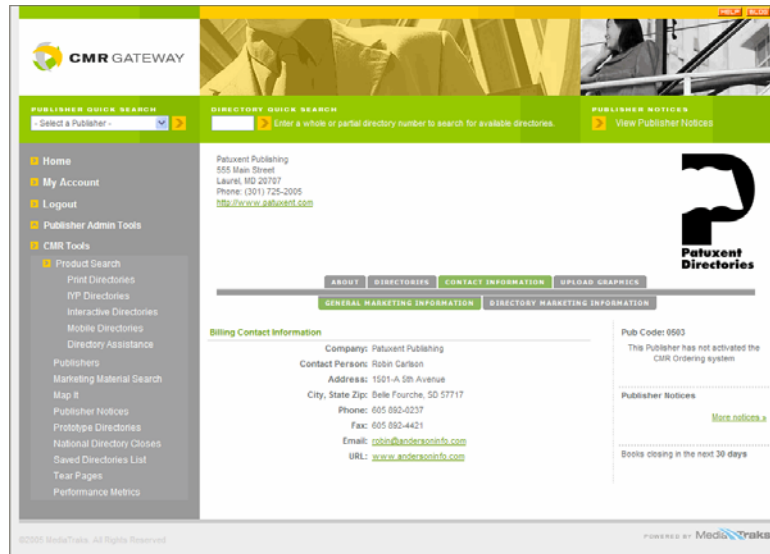 HELP BLOG
CMR GATEWAY
PUBLISHER QUICK SEARCH
- Select a Publisher -
DIRECTORY QUICK SEARCH
Enter a whole or partial directory number to search for available directories.
PUBLISHER NOTICES
View Publisher Notices
Home
My Account
Logout
Publisher Admin Tools
CMR Tools
Product Search
Print Directories
IYP Directories
Interactive Directories
Mobile Directories
Directory Assistance
Publishers
Marketing Material Search
Map It
Publisher Notices
Prototype Directories
National Directory Closes
Saved Directories List
Tear Pages
Performance Metrics
Patuxent Publishing
555 Main Street
Laurel, MD 20707
Phone: (301) 725-2005
http://www.patuxent.com
Patuxent
Directories
ABOUT DIRECTORIES CONTACT INFORMATION UPLOAD GRAPHICS
GENERAL MARKETING INFORMATION DIRECTORY MARKETING INFORMATION
Billing Contact Information
Company: Patuxent Publishing
Contact Person: Robin Carlson
Address: 1501-A 5th Avenue
City, State Zip: Belle Fourche, SD 57717
Phone: 605 892-0237
Fax: 605 892-4421
Email: robin@andersoninfo.com
URL: www.andersoninfo.com
Pub Code: 0503
This Publisher has not activated the
CMR Ordering system
Publisher Notices
More notices »
Books closing in the next 30 days
©2005 MediaTraks. All Rights Reserved
POWERED BY MediaTraks